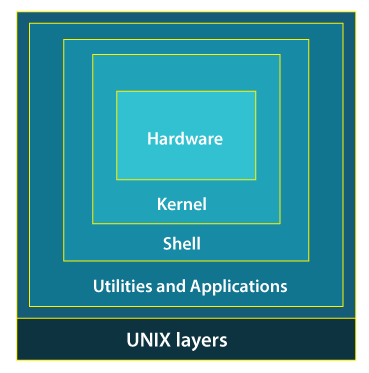 Hardware
Kernel
Shell
Utilities and Applications
UNIX layers